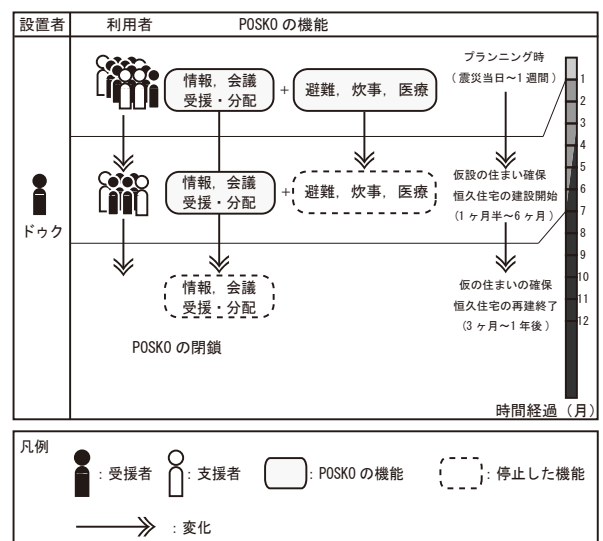 設置者 利用者 POSKO の機能
情報, 会議
受援・分配
+
避難, 炊事, 医療
プランニング時
(震災当日～1 週間)
ドゥク
情報, 会議
受援・分配
+
避難, 炊事, 医療
仮設の住まい確保
恒久住宅の建設開始
(1 ヶ月半～6 ヶ月)
情報, 会議
受援・分配
仮の住まいの確保
恒久住宅の再建終了
(3 ヶ月～1 年後)
POSKO の閉鎖
1
2
3
4
5
6
7
8
9
10
11
12
時間経過（月）
凡例
: 受援者 : 支援者 : POSKO の機能 : 停止した機能
: 変化